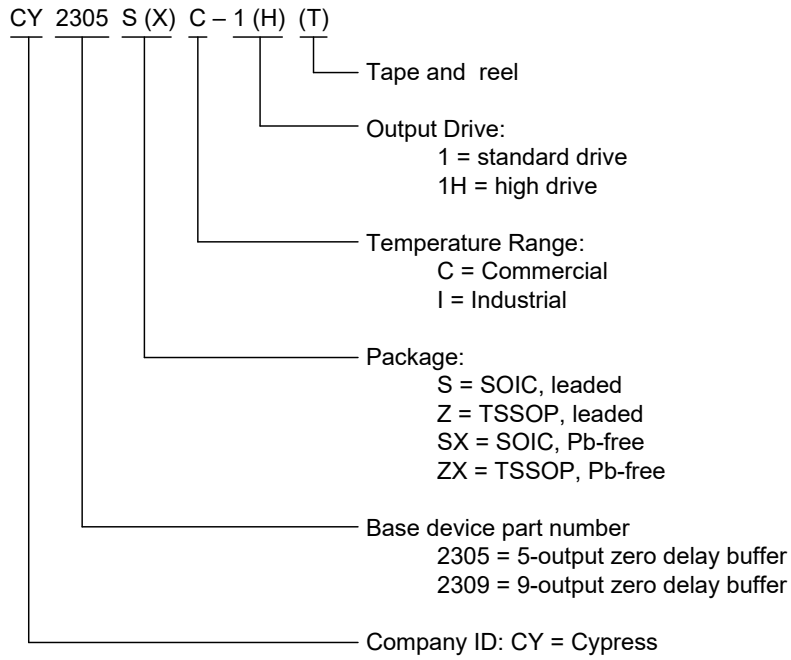 CY 2305 S (X) C – 1 (H) (T)
Tape and reel
Output Drive:
1 = standard drive
1H = high drive
Temperature Range:
C = Commercial
I = Industrial
Package:
S = SOIC, leaded
Z = TSSOP, leaded
SX = SOIC, Pb-free
ZX = TSSOP, Pb-free
Base device part number
2305 = 5-output zero delay buffer
2309 = 9-output zero delay buffer
Company ID: CY = Cypress